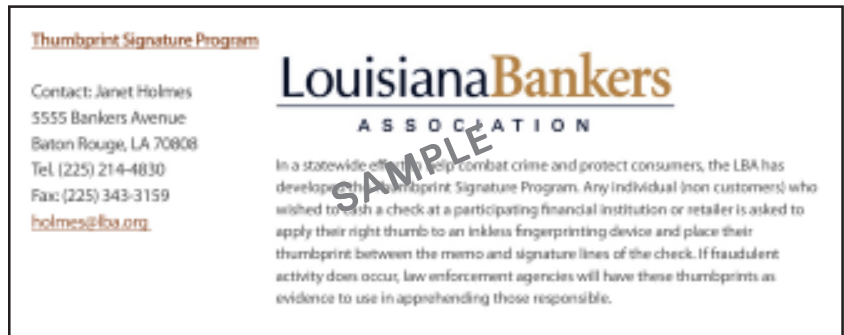 Thumbprint Signature Program
Contact: Janet Holmes
5555 Bankers Avenue
Baton Rouge, LA 70808
Tel. (225) 214-4830
Fax: (225) 343-3159
holmes@lba.org
LouisianaBankers
ASSOCIATION
SAMPLE
In a statewide effort to help combat crime and protect consumers, the LBA has
developed the Thumbprint Signature Program. Any individual (non customers) who
wished to cash a check at a participating financial institution or retailer is asked to
apply their right thumb to an inkless fingerprinting device and place their
thumbprint between the memo and signature lines of the check. If fraudulent
activity does occur, law enforcement agencies will have these thumbprints as
evidence to use in apprehending those responsible.